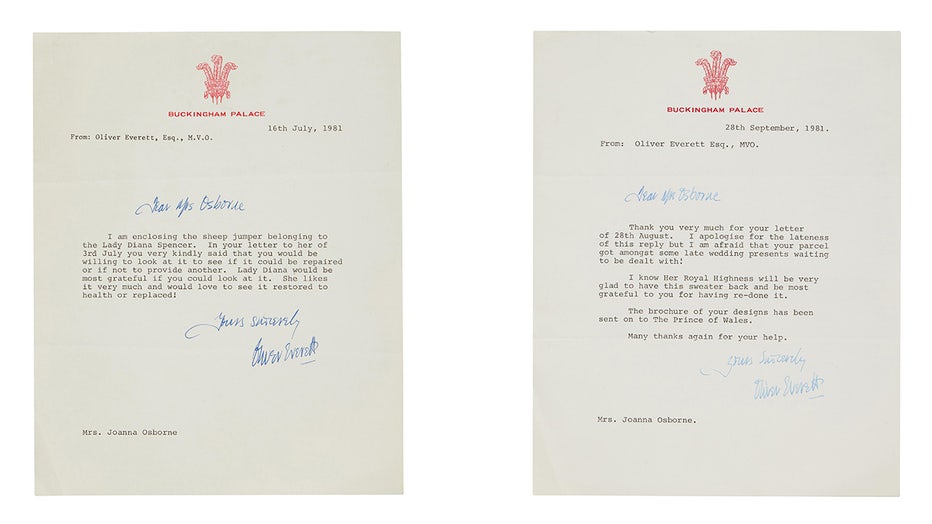 BUCKINGHAM PALACE
16th July, 1981
From: Oliver Everett, Esq., M.V.O.
Dear Mrs Osborne
I am enclosing the sheep jumper belonging to
the Lady Diana Spencer. In your letter to her of
3rd July you very kindly said that you would be
willing to look at it to see if it could be repaired
or if not to provide another. Lady Diana would be
most grateful if you could look at it. She likes
it very much and would love to see it restored to
health or replaced!
Yours sincerely
Oliver Everett
Mrs. Joanna Osborne
BUCKINGHAM PALACE
28th September, 1981.
From: Oliver Everett Esq., MVO.
Dear Mrs Osborne
Thank you very much for your letter
of 28th August. I apologise for the lateness
of this reply but I am afraid that your parcel
got amongst some late wedding presents waiting
to be dealt with!
I know Her Royal Highness will be very
glad to have this sweater back and be most
grateful to you for having re-done it.
The brochure of your designs has been
sent on to The Prince of Wales.
Many thanks again for your help.
Yours sincerely
Oliver Everett
Mrs. Joanna Osborne.